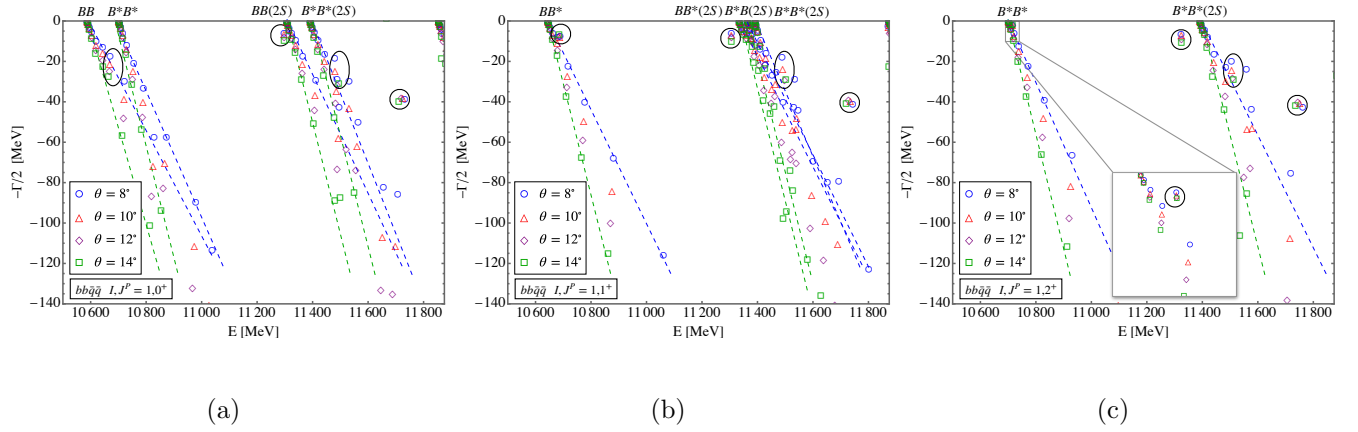 BB B*B* BB(2S) B*B*(2S)
0
−20
−40
−60
−80
−100
−120
−140
−Γ/2 [MeV]
θ = 8°
θ = 10°
θ = 12°
θ = 14°
bbq̄q̄ I, J^P = 1,0⁺
10 600 10 800 11 000 11 200 11 400 11 600 11 800
E [MeV]
(a)
BB* BB*(2S) B*B(2S) B*B*(2S)
0
−20
−40
−60
−80
−100
−120
−140
−Γ/2 [MeV]
θ = 8°
θ = 10°
θ = 12°
θ = 14°
bbq̄q̄ I, J^P = 1,1⁺
10 600 10 800 11 000 11 200 11 400 11 600 11 800
E [MeV]
(b)
B*B* B*B*(2S)
0
−20
−40
−60
−80
−100
−120
−140
−Γ/2 [MeV]
θ = 8°
θ = 10°
θ = 12°
θ = 14°
bbq̄q̄ I, J^P = 1,2⁺
10 600 10 800 11 000 11 200 11 400 11 600 11 800
E [MeV]
(c)